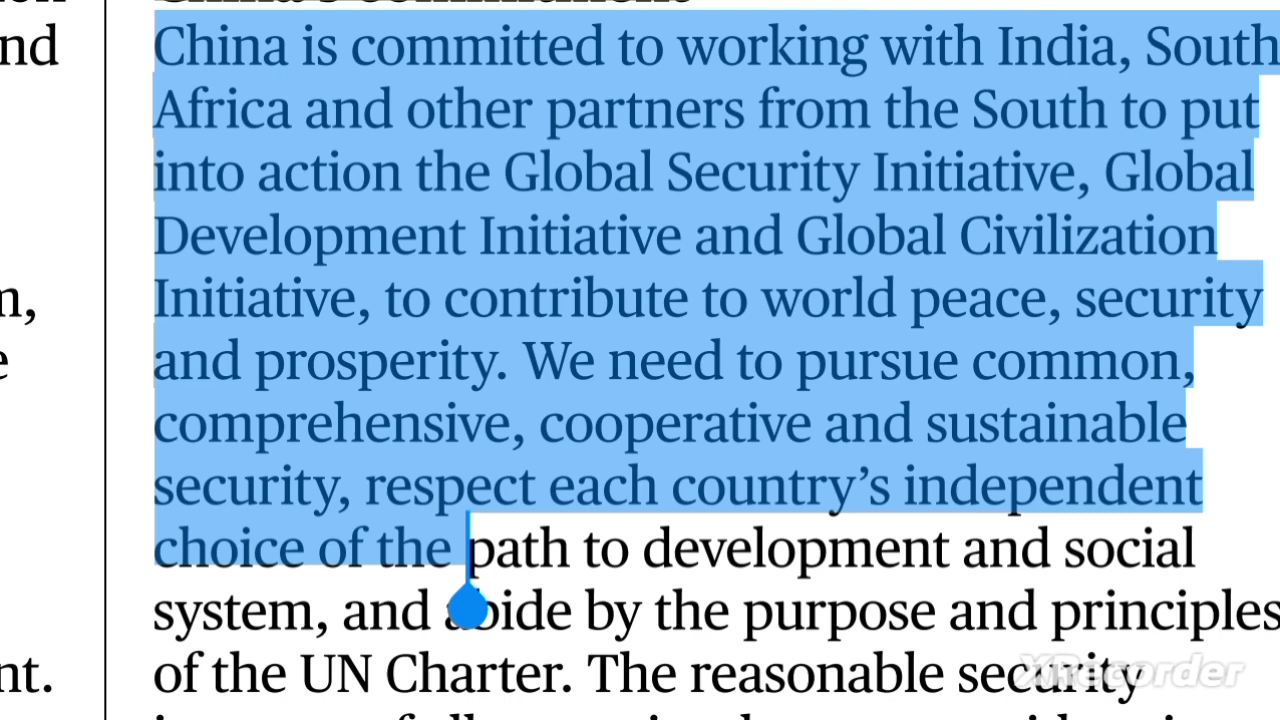 nd
m,
e
nt.
China is committed to working with India, South
Africa and other partners from the South to put
into action the Global Security Initiative, Global
Development Initiative and Global Civilization
Initiative, to contribute to world peace, security
and prosperity. We need to pursue common,
comprehensive, cooperative and sustainable
security, respect each country’s independent
choice of the path to development and social
system, and abide by the purpose and principles
of the UN Charter. The reasonable security
XRecorder